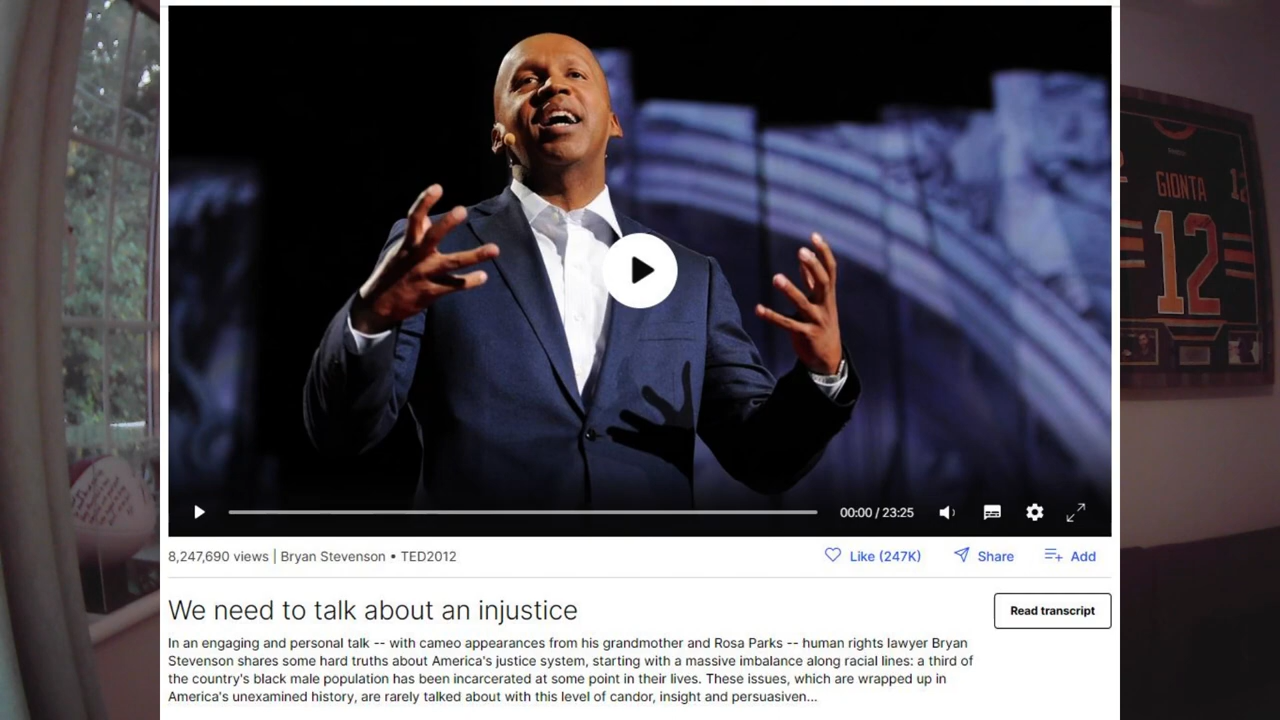 GIONTA
12
12
00:00 / 23:25
8,247,690 views | Bryan Stevenson • TED2012
Like (247K)
Share
Add
We need to talk about an injustice
Read transcript
In an engaging and personal talk -- with cameo appearances from his grandmother and Rosa Parks -- human rights lawyer Bryan
Stevenson shares some hard truths about America's justice system, starting with a massive imbalance along racial lines: a third of
the country's black male population has been incarcerated at some point in their lives. These issues, which are wrapped up in
America's unexamined history, are rarely talked about with this level of candor, insight and persuasiven...